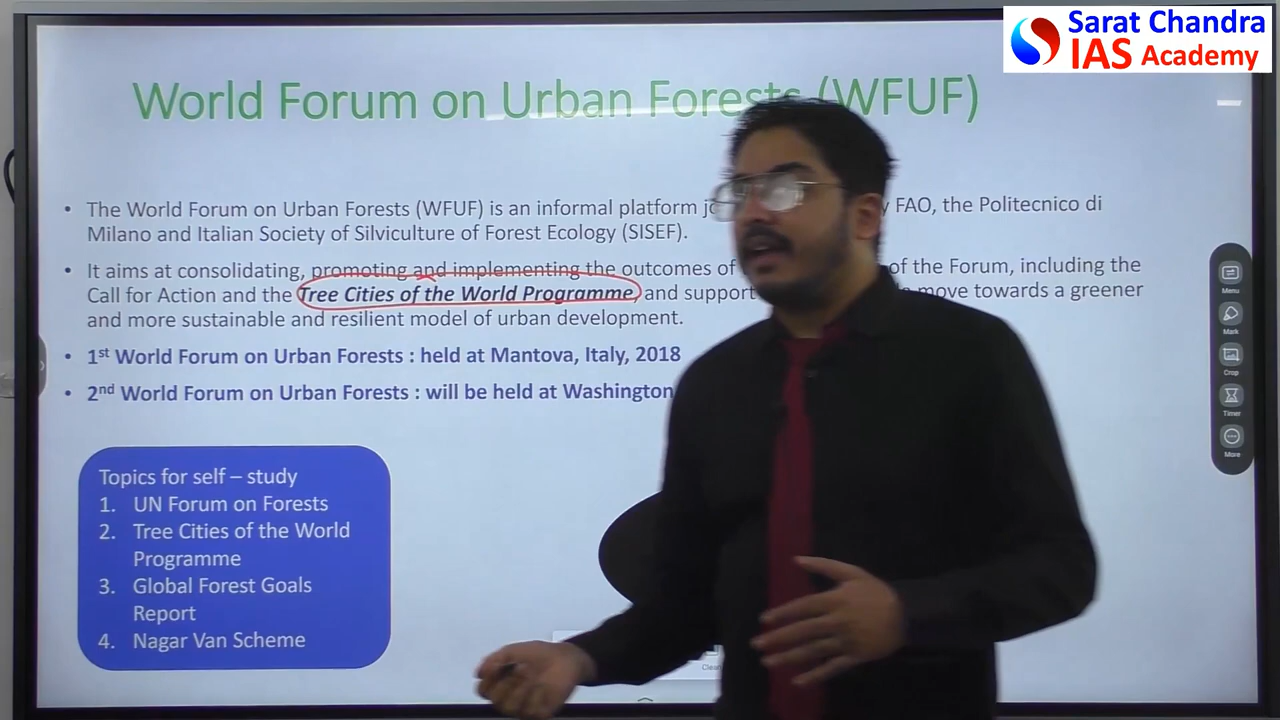 Sarat Chandra
IAS Academy
World Forum on Urban Forests (WFUF)
• The World Forum on Urban Forests (WFUF) is an informal platform FAO, the Politecnico di
Milano and Italian Society of Silviculture of Forest Ecology (SISEF).
• It aims at consolidating, promoting and implementing the outcomes of of the Forum, including the
Call for Action and the Tree Cities of the World Programme, and support move towards a greener
and more sustainable and resilient model of urban development.
• 1st World Forum on Urban Forests : held at Mantova, Italy, 2018
• 2nd World Forum on Urban Forests : will be held at Washington
Topics for self – study
1. UN Forum on Forests
2. Tree Cities of the World
Programme
3. Global Forest Goals
Report
4. Nagar Van Scheme
Menu
Mark
Crop
Timer
More